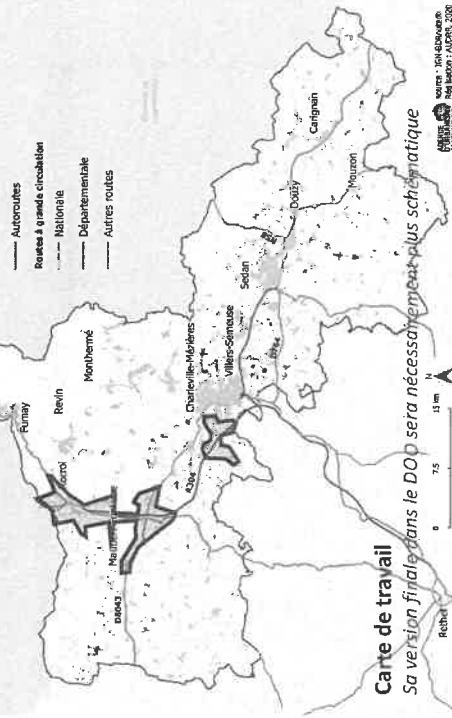 Autoroutes
Routes à grande circulation
Nationale
Départementale
Autres routes
Fumay
Revin
Monthermé
Charleville-Mézières
Villers-Semeuse
Sedan
Douzy
Carignan
Mouzon
A304
D8043
D764
Rethel
0 7.5 15 km
N
Carte de travail
Sa version finale dans le DOO sera nécessairement plus schématique